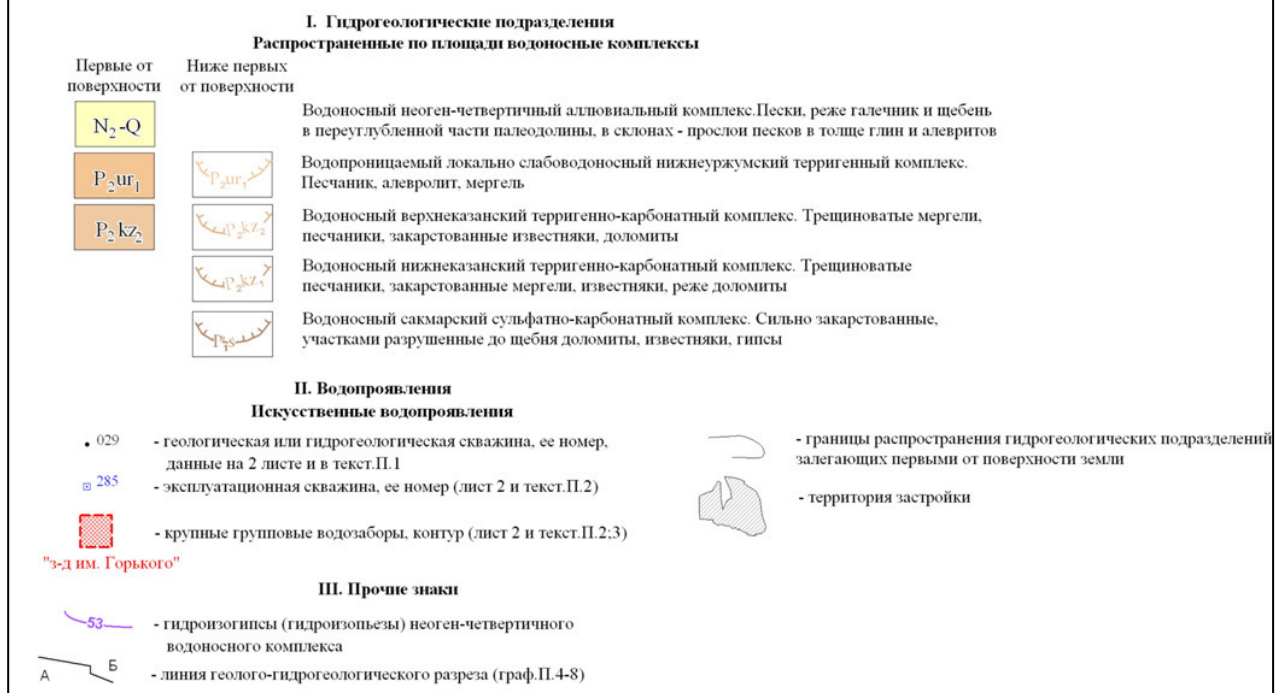 I. Гидрогеологические подразделения
Распространенные по площади водоносные комплексы
Первые от
поверхности
Ниже первых
от поверхности
N₂-Q
Водоносный неоген-четвертичный аллювиальный комплекс.Пески, реже галечник и щебень
в переуглубленной части палеодолины, в склонах - прослои песков в толще глин и алевритов
P₂ur₁
P₂ur₁
Водопроницаемый локально слабоводоносный нижнеуржумский терригенный комплекс.
Песчаник, алевролит, мергель
P₂kz₂
P₂kz₂
Водоносный верхнеказанский терригенно-карбонатный комплекс. Трещиноватые мергели,
песчаники, закарстованные известняки, доломиты
P₂kz₁
Водоносный нижнеказанский терригенно-карбонатный комплекс. Трещиноватые
песчаники, закарстованные мергели, известняки, реже доломиты
Водоносный сакмарский сульфатно-карбонатный комплекс. Сильно закарстованные,
участками разрушенные до щебня доломиты, известняки, гипсы
II. Водопроявления
Искусственные водопроявления
029
- геологическая или гидрогеологическая скважина, ее номер,
данные на 2 листе и в текст.П.1
285
- эксплуатационная скважина, ее номер (лист 2 и текст.П.2)
- крупные групповые водозаборы, контур (лист 2 и текст.П.2;3)
"з-д им. Горького"
- границы распространения гидрогеологических подразделений
залегающих первыми от поверхности земли
- территория застройки
III. Прочие знаки
53
- гидроизогипсы (гидроизопьезы) неоген-четвертичного
водоносного комплекса
А Б
- линия геолого-гидрогеологического разреза (граф.П.4-8)